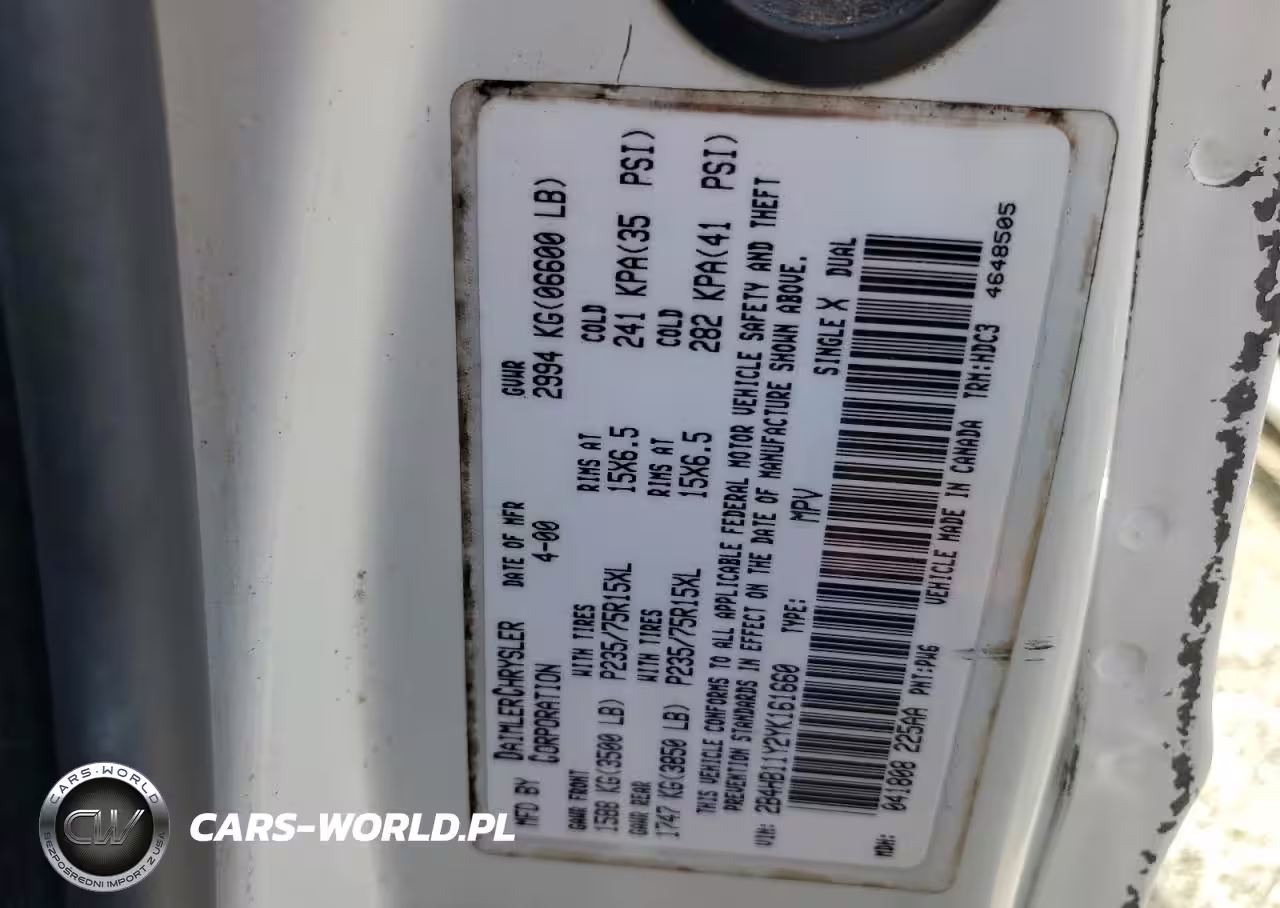 MFD BY DAIMLERCHRYSLER CORPORATION
DATE OF MFR 4-00
GVWR 2994 KG(06600 LB)
GAWR FRONT WITH TIRES RIMS AT COLD
1588 KG(3500 LB) P235/75R15XL 15X6.5 241 KPA(35 PSI)
GAWR REAR WITH TIRES RIMS AT COLD
1747 KG(3850 LB) P235/75R15XL 15X6.5 282 KPA(41 PSI)
THIS VEHICLE CONFORMS TO ALL APPLICABLE FEDERAL MOTOR VEHICLE SAFETY AND THEFT
PREVENTION STANDARDS IN EFFECT ON THE DATE OF MANUFACTURE SHOWN ABOVE.
VIN: 2B4HB11Y2YK161660 TYPE: MPV SINGLE X DUAL
VEHICLE MADE IN CANADA TRM:HDC3
MDH: 041808 225AA PNT:PW6
4648505
CARS-WORLD
CW
BEZPOŚREDNI IMPORT Z USA
CARS-WORLD.PL